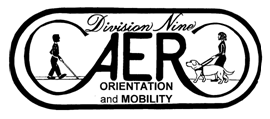 Division Nine
AER
ORIENTATION
and MOBILITY